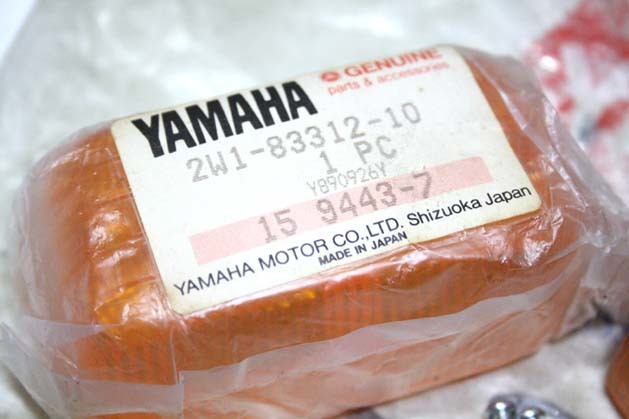 YAMAHA
GENUINE
parts & accessories
2W1-83312-10
1 PC
Y890926Y
15 9443-7
YAMAHA MOTOR CO.,LTD. Shizuoka Japan
MADE IN JAPAN